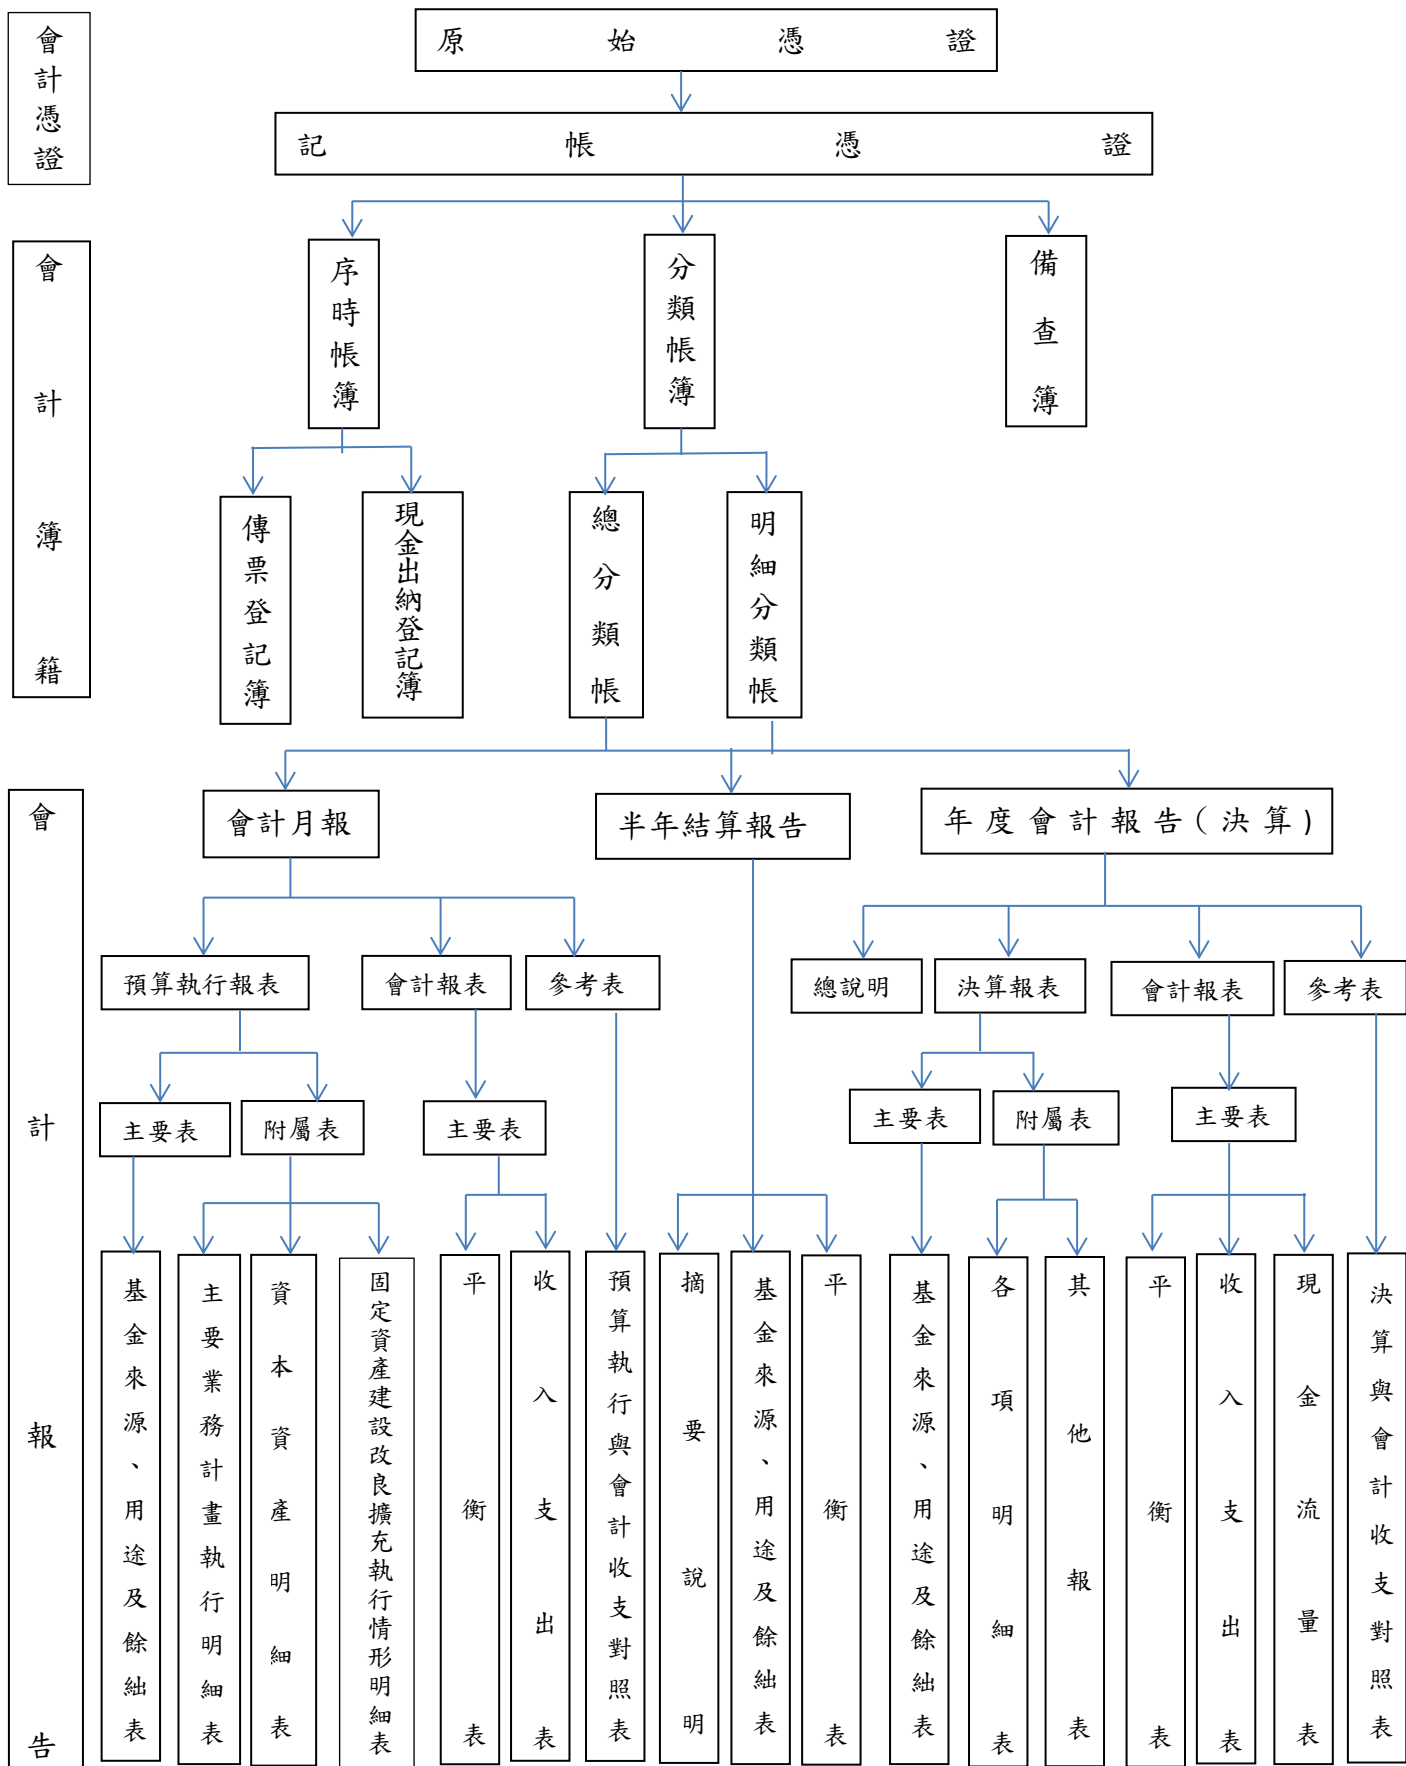 會計憑證
原始憑證
記帳憑證
會計簿籍
序時帳簿
分類帳簿
備查簿
傳票登記簿
現金出納登記簿
總分類帳
明細分類帳
會計報告
會計月報
半年結算報告
年度會計報告(決算)
預算執行報表
會計報表
參考表
總說明
決算報表
會計報表
參考表
主要表
附屬表
主要表
主要表
附屬表
主要表
基金來源、用途及餘絀表
主要業務計畫執行明細表
資本資產明細表
固定資產建設改良擴充執行情形明細表
平衡表
收入支出表
預算執行與會計收支對照表
摘要說明
基金來源、用途及餘絀表
平衡表
基金來源、用途及餘絀表
各項明細表
其他報表
平衡表
收入支出表
現金流量表
決算與會計收支對照表